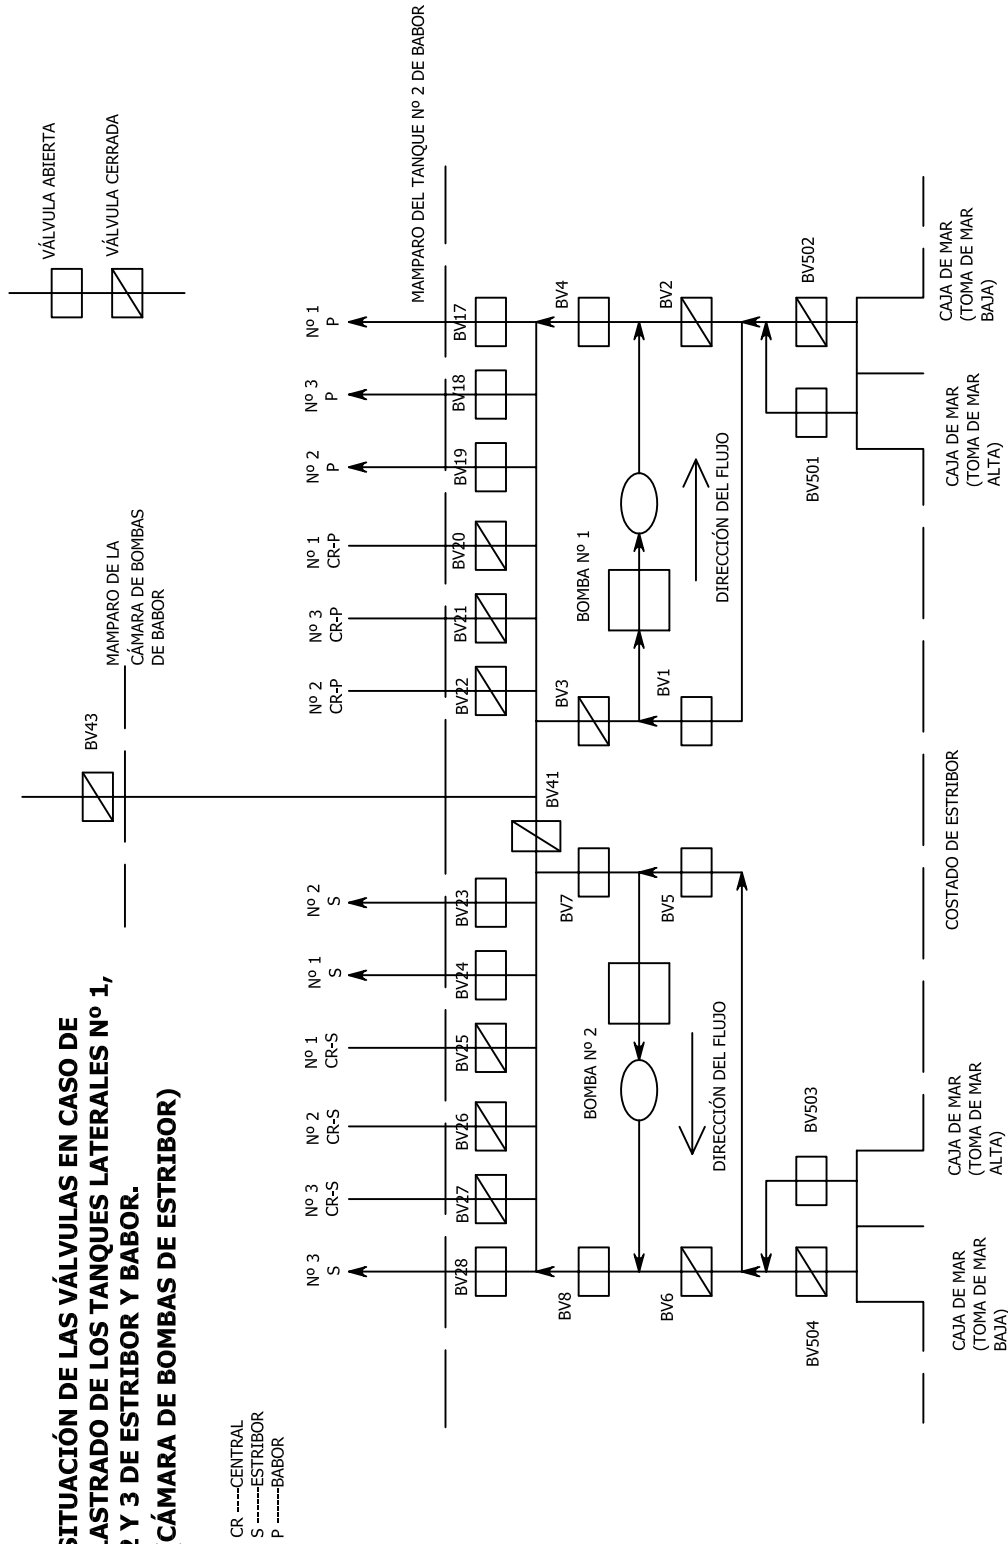 SITUACIÓN DE LAS VÁLVULAS EN CASO DE
LASTRADO DE LOS TANQUES LATERALES Nº 1,
2 Y 3 DE ESTRIBOR Y BABOR.
(CÁMARA DE BOMBAS DE ESTRIBOR)
VÁLVULA ABIERTA
VÁLVULA CERRADA
BV43
MAMPARO DE LA
CÁMARA DE BOMBAS
DE BABOR
CR ----CENTRAL
S ------ESTRIBOR
P ------BABOR
Nº 3
S
Nº 3
CR-S
Nº 2
CR-S
Nº 1
CR-S
Nº 1
S
Nº 2
S
Nº 2
CR-P
Nº 3
CR-P
Nº 1
CR-P
Nº 2
P
Nº 3
P
Nº 1
P
MAMPARO DEL TANQUE Nº 2 DE BABOR
BV28
BV27
BV26
BV25
BV24
BV23
BV22
BV21
BV20
BV19
BV18
BV17
BV41
BV8
BV7
BV3
BV4
BOMBA Nº 2
BOMBA Nº 1
BV6
BV5
BV1
BV2
DIRECCIÓN DEL FLUJO
DIRECCIÓN DEL FLUJO
BV504
BV503
BV501
BV502
COSTADO DE ESTRIBOR
CAJA DE MAR
(TOMA DE MAR
BAJA)
CAJA DE MAR
(TOMA DE MAR
ALTA)
CAJA DE MAR
(TOMA DE MAR
ALTA)
CAJA DE MAR
(TOMA DE MAR
BAJA)